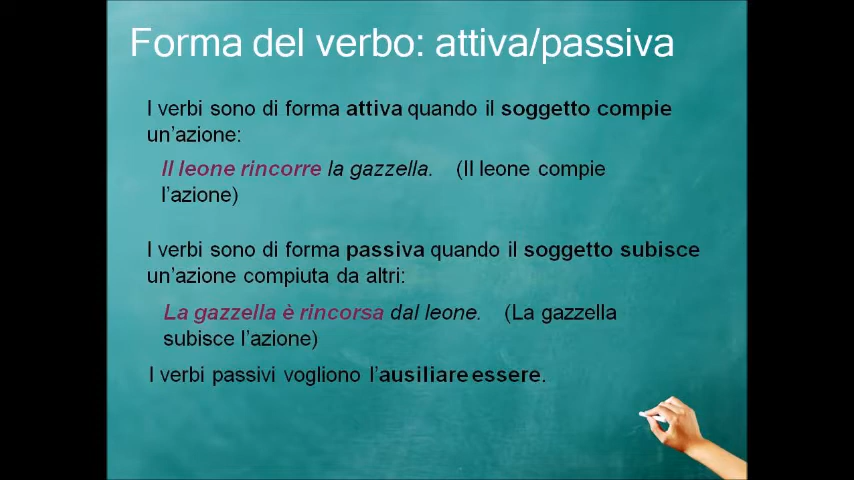 Forma del verbo: attiva/passiva
I verbi sono di forma attiva quando il soggetto compie
un'azione:
Il leone rincorre la gazzella. (Il leone compie
l'azione)
I verbi sono di forma passiva quando il soggetto subisce
un'azione compiuta da altri:
La gazzella è rincorsa dal leone. (La gazzella
subisce l'azione)
I verbi passivi vogliono l'ausiliare essere.